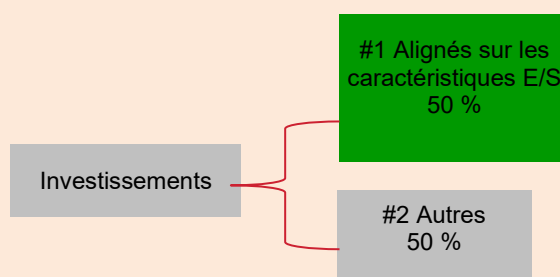 #1 Alignés sur les
caractéristiques E/S
50 %
Investissements
#2 Autres
50 %